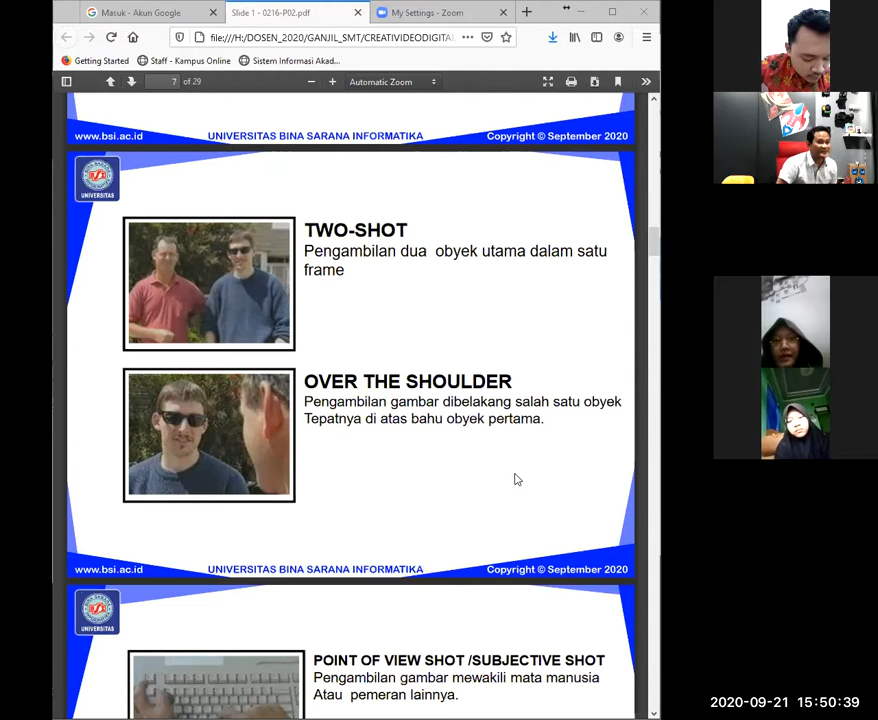 Masuk - Akun Google
Slide 1 - 0216-P02.pdf
My Settings - Zoom
file:///H:/DOSEN_2020/GANJIL_SMT/CREATIVIDEODIGITAL
Getting Started
Staff - Kampus Online
Sistem Informasi Akad...
7 of 29
Automatic Zoom
www.bsi.ac.id UNIVERSITAS BINA SARANA INFORMATIKA Copyright © September 2020
BSI
UNIVERSITAS
TWO-SHOT
Pengambilan dua obyek utama dalam satu
frame
OVER THE SHOULDER
Pengambilan gambar dibelakang salah satu obyek
Tepatnya di atas bahu obyek pertama.
www.bsi.ac.id UNIVERSITAS BINA SARANA INFORMATIKA Copyright © September 2020
BSI
UNIVERSITAS
POINT OF VIEW SHOT /SUBJECTIVE SHOT
Pengambilan gambar mewakili mata manusia
Atau pemeran lainnya.
2020-09-21 15:50:39